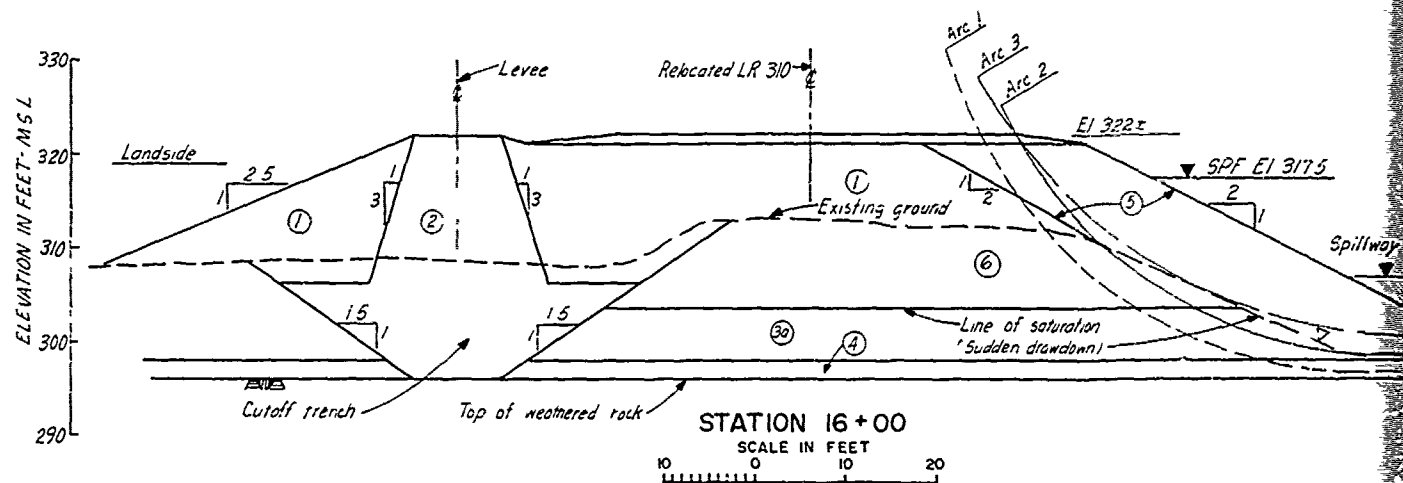 Arc 1
Arc 3
Arc 2
330
320
310
300
290
ELEVATION IN FEET - M S L
Levee
℄
Relocated LR 310
℄
El 322±
Landside
SPF El 317 5
2 5
1
1
3
1
3
1
2
2
1
1
2
1
5
Existing ground
Spillway
6
1 5
1
1 5
1
3a
4
Line of saturation
(Sudden drawdown)
Cutoff trench
Top of weathered rock
STATION 16+00
SCALE IN FEET
10 0 10 20